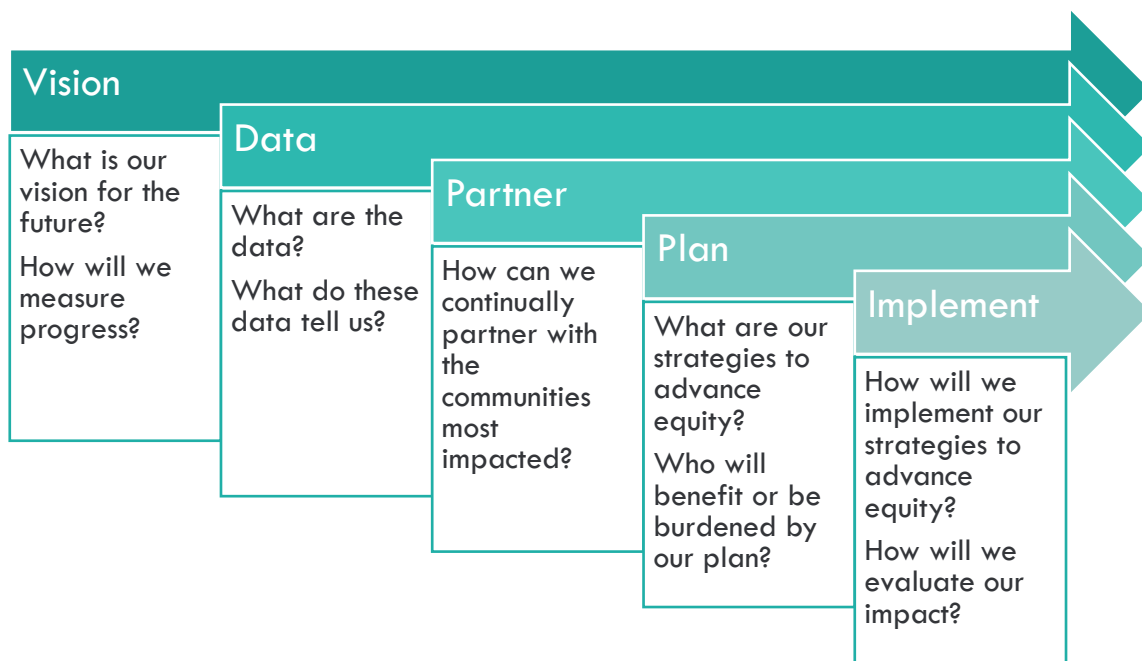 Vision
What is our
vision for the
future?
How will we
measure
progress?
Data
What are the
data?
What do these
data tell us?
Partner
How can we
continually
partner with
the
communities
most
impacted?
Plan
What are our
strategies to
advance
equity?
Who will
benefit or be
burdened by
our plan?
Implement
How will we
implement our
strategies to
advance
equity?
How will we
evaluate our
impact?